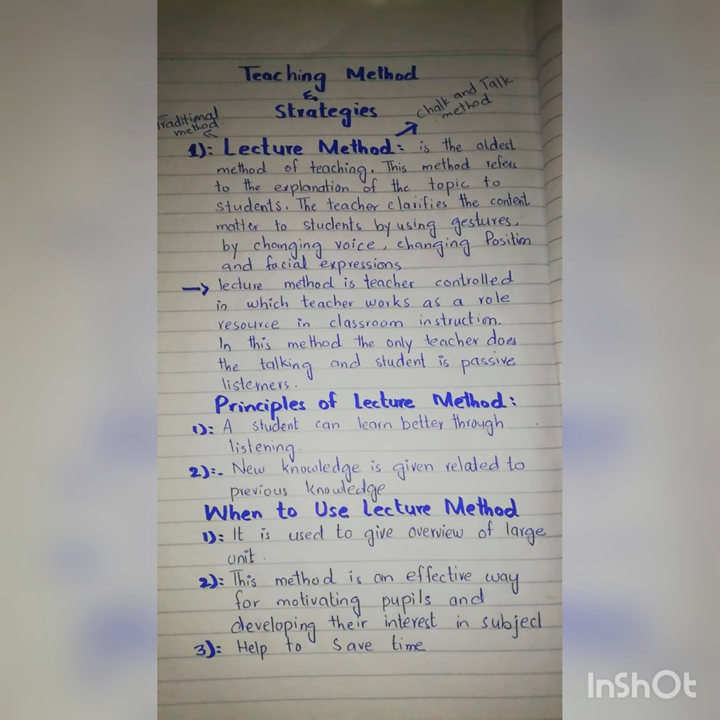 Teaching Method
&
Strategies
Chalk and Talk
method
Traditional
method
1): Lecture Method: is the oldest
method of teaching. This method refers
to the explanation of the topic to
students. The teacher clarifies the content
matter to students by using gestures,
by changing voice, changing Position
and facial expressions
→ lecture method is teacher controlled
in which teacher works as a role
resource in classroom instruction.
In this method the only teacher does
the talking and student is passive
listerners.
Principles of Lecture Method:
1): A student can learn better through
listening.
2):- New knowledge is given related to
previous knowledge
When to Use Lecture Method
1): It is used to give overview of large
unit.
2): This method is an effective way
for motivating pupils and
developing their interest in subject
3): Help to save time
InShOt